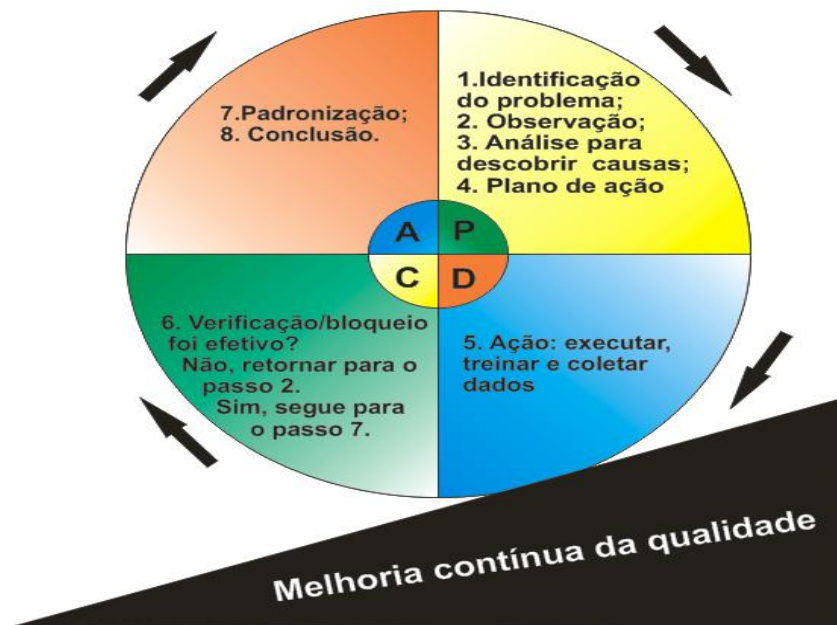 1.Identificação
do problema;
2. Observação;
3. Análise para
descobrir causas;
4. Plano de ação
7.Padronização;
8. Conclusão.
A
P
C
D
6. Verificação/bloqueio
foi efetivo?
Não, retornar para o
passo 2.
Sim, segue para
o passo 7.
5. Ação: executar,
treinar e coletar
dados
Melhoria contínua da qualidade